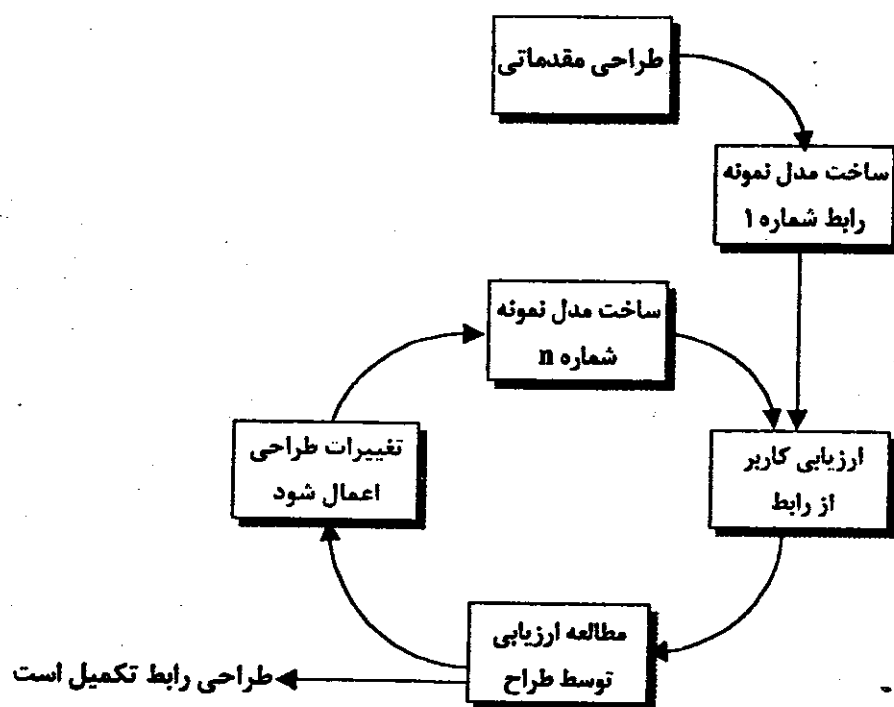 طراحی مقدماتی
ساخت مدل نمونه
رابط شماره ۱
ساخت مدل نمونه
شماره n
ارزیابی کاربر
از رابط
تغییرات طراحی
اعمال شود
مطالعه ارزیابی
توسط طراح
طراحی رابط تکمیل است